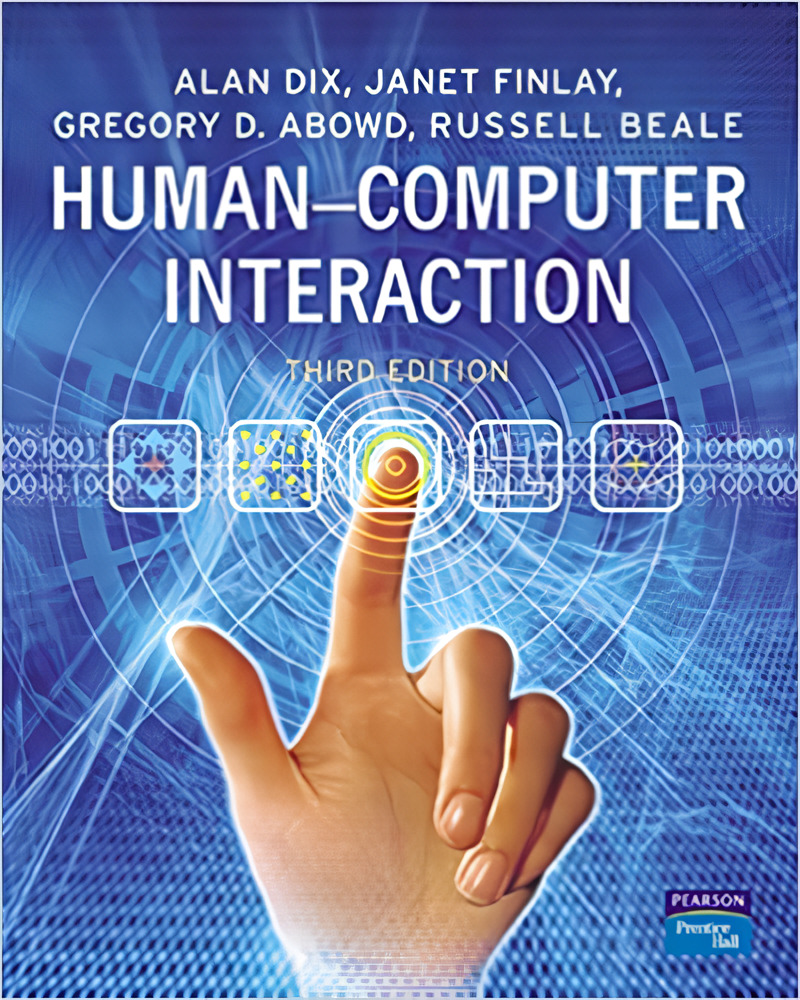 ALAN DIX, JANET FINLAY,
GREGORY D. ABOWD, RUSSELL BEALE
HUMAN–COMPUTER
INTERACTION
THIRD EDITION
PEARSON
Prentice
Hall